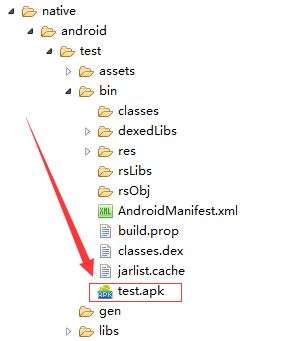 native
android
test
assets
bin
classes
dexedLibs
res
rsLibs
rsObj
AndroidManifest.xml
build.prop
classes.dex
jarlist.cache
test.apk
gen
libs